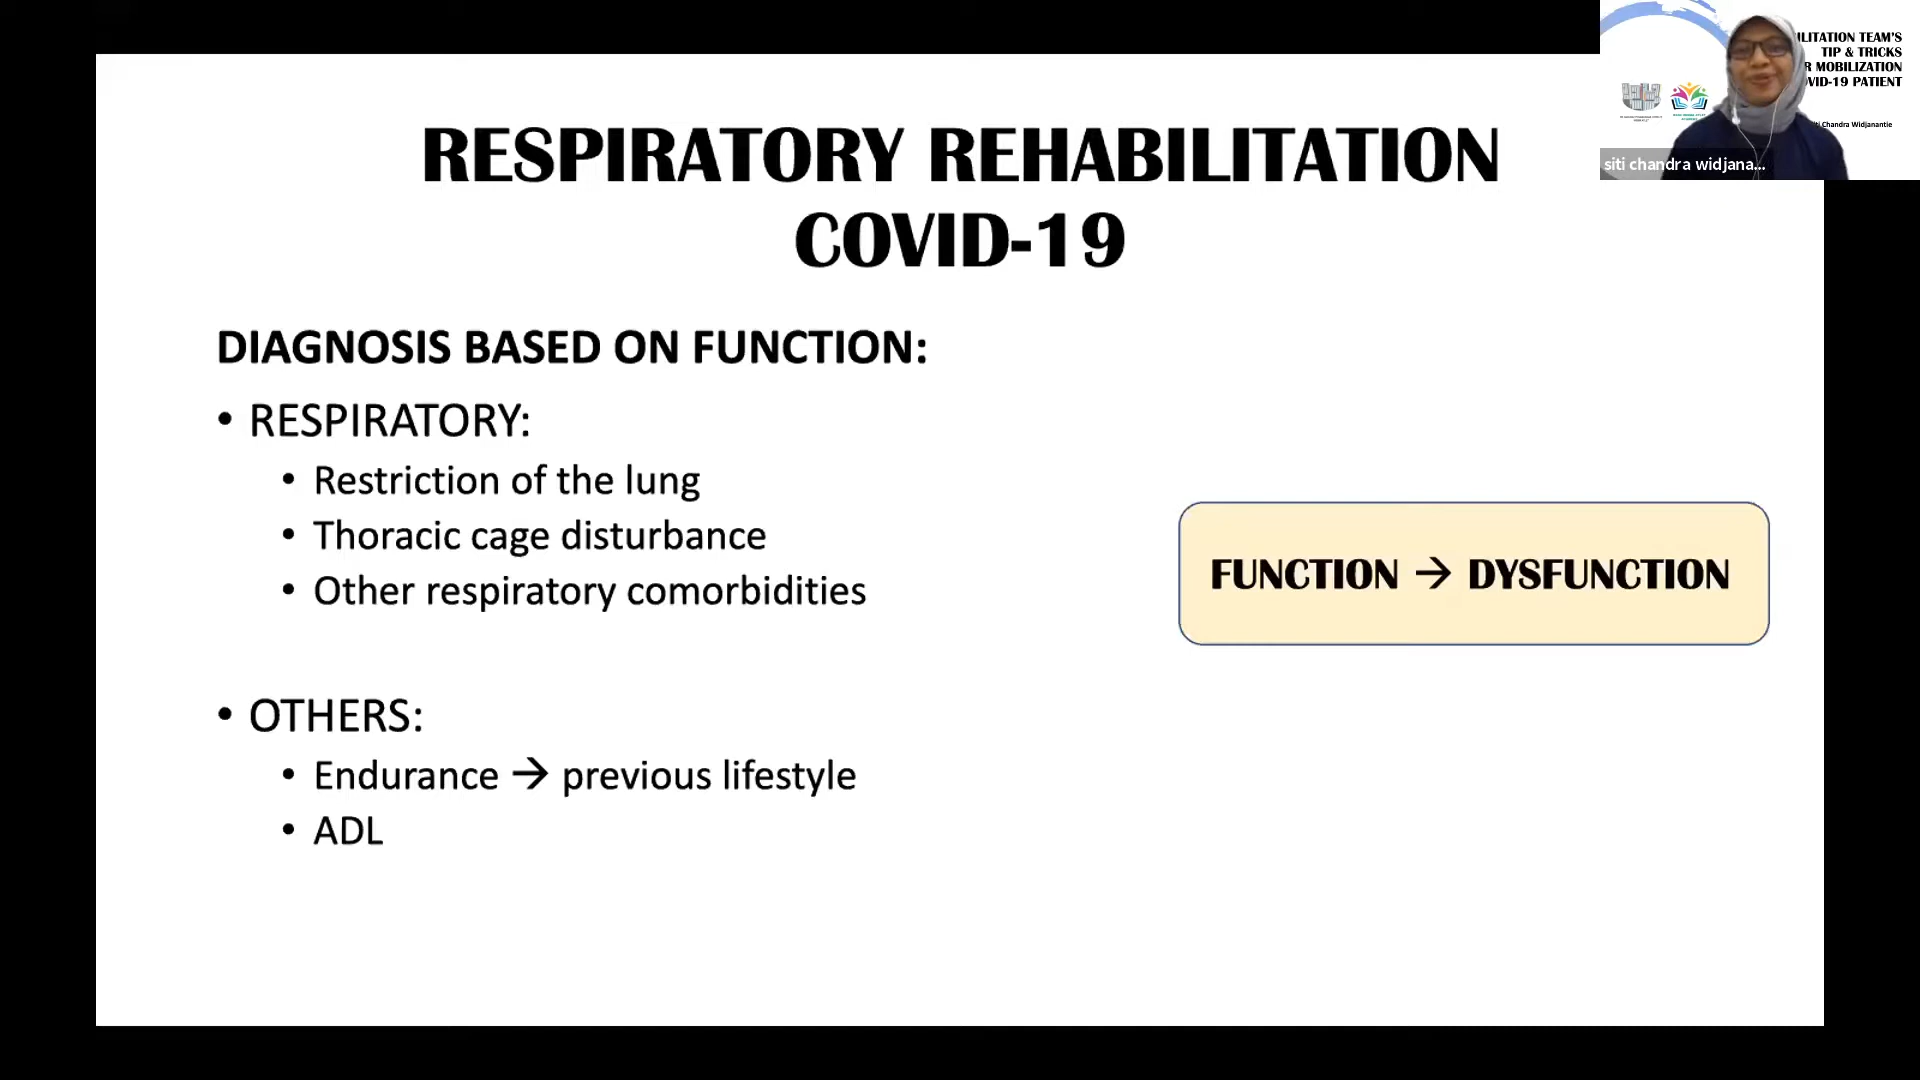 RESPIRATORY REHABILITATION
COVID-19
DIAGNOSIS BASED ON FUNCTION:
• RESPIRATORY:
• Restriction of the lung
• Thoracic cage disturbance
• Other respiratory comorbidities
• OTHERS:
• Endurance → previous lifestyle
• ADL
FUNCTION → DYSFUNCTION
ILITATION TEAM'S
TIP & TRICKS
R MOBILIZATION
OVID-19 PATIENT
iti Chandra Widjanantie
siti chandra widjana...